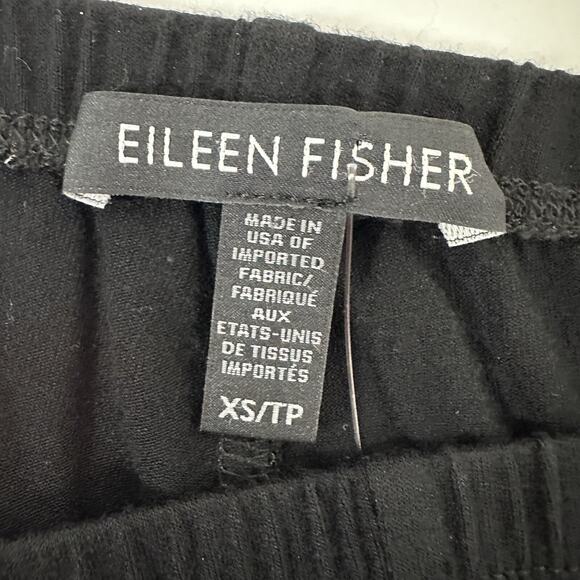 EILEEN FISHER
MADE IN
USA OF
IMPORTED
FABRIC/
FABRIQUÉ
AUX
ETATS-UNIS
DE TISSUS
IMPORTÉS
XS/TP